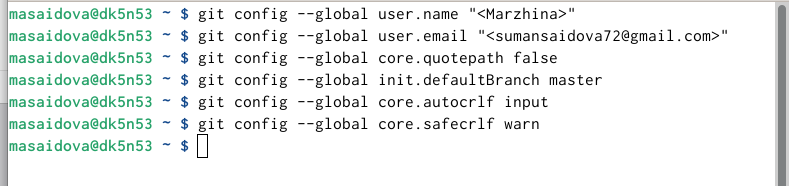 masaidova@dk5n53 ~ $ git config --global user.name "<Marzhina>"
masaidova@dk5n53 ~ $ git config --global user.email "<sumansaidova72@gmail.com>"
masaidova@dk5n53 ~ $ git config --global core.quotepath false
masaidova@dk5n53 ~ $ git config --global init.defaultBranch master
masaidova@dk5n53 ~ $ git config --global core.autocrlf input
masaidova@dk5n53 ~ $ git config --global core.safecrlf warn
masaidova@dk5n53 ~ $